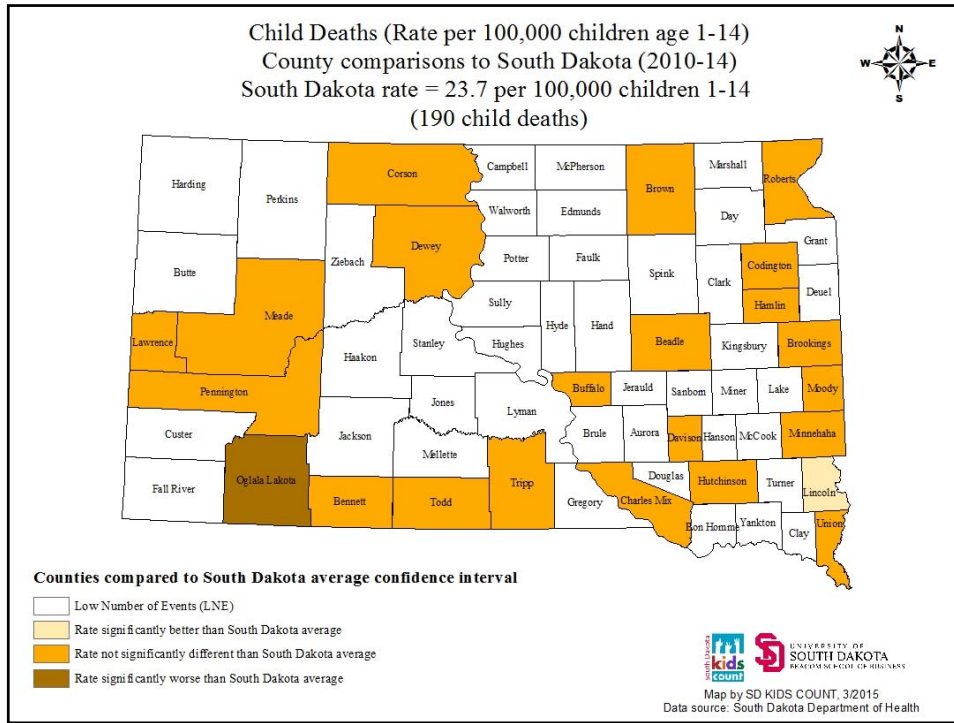 Child Deaths (Rate per 100,000 children age 1-14)
County comparisons to South Dakota (2010-14)
South Dakota rate = 23.7 per 100,000 children 1-14
(190 child deaths)
N
W E
S
Harding
Perkins
Corson
Campbell
McPherson
Brown
Marshall
Roberts
Walworth
Edmunds
Day
Butte
Ziebach
Dewey
Potter
Faulk
Spink
Clark
Codington
Grant
Hamlin
Deuel
Meade
Sully
Hyde
Hand
Lawrence
Haakon
Stanley
Hughes
Beadle
Kingsbury
Brookings
Pennington
Jones
Lyman
Buffalo
Jerauld
Sanborn
Miner
Lake
Moody
Custer
Jackson
Mellette
Brule
Aurora
Davison
Hanson
McCook
Minnehaha
Fall River
Oglala Lakota
Bennett
Todd
Tripp
Gregory
Charles Mix
Douglas
Hutchinson
Turner
Lincoln
Bon Homme
Yankton
Clay
Union
Counties compared to South Dakota average confidence interval
Low Number of Events (LNE)
Rate significantly better than South Dakota average
Rate not significantly different than South Dakota average
Rate significantly worse than South Dakota average
south dakota
kids
count
UNIVERSITY OF
SOUTH DAKOTA
BEACOM SCHOOL OF BUSINESS
Map by SD KIDS COUNT, 3/2015
Data source: South Dakota Department of Health